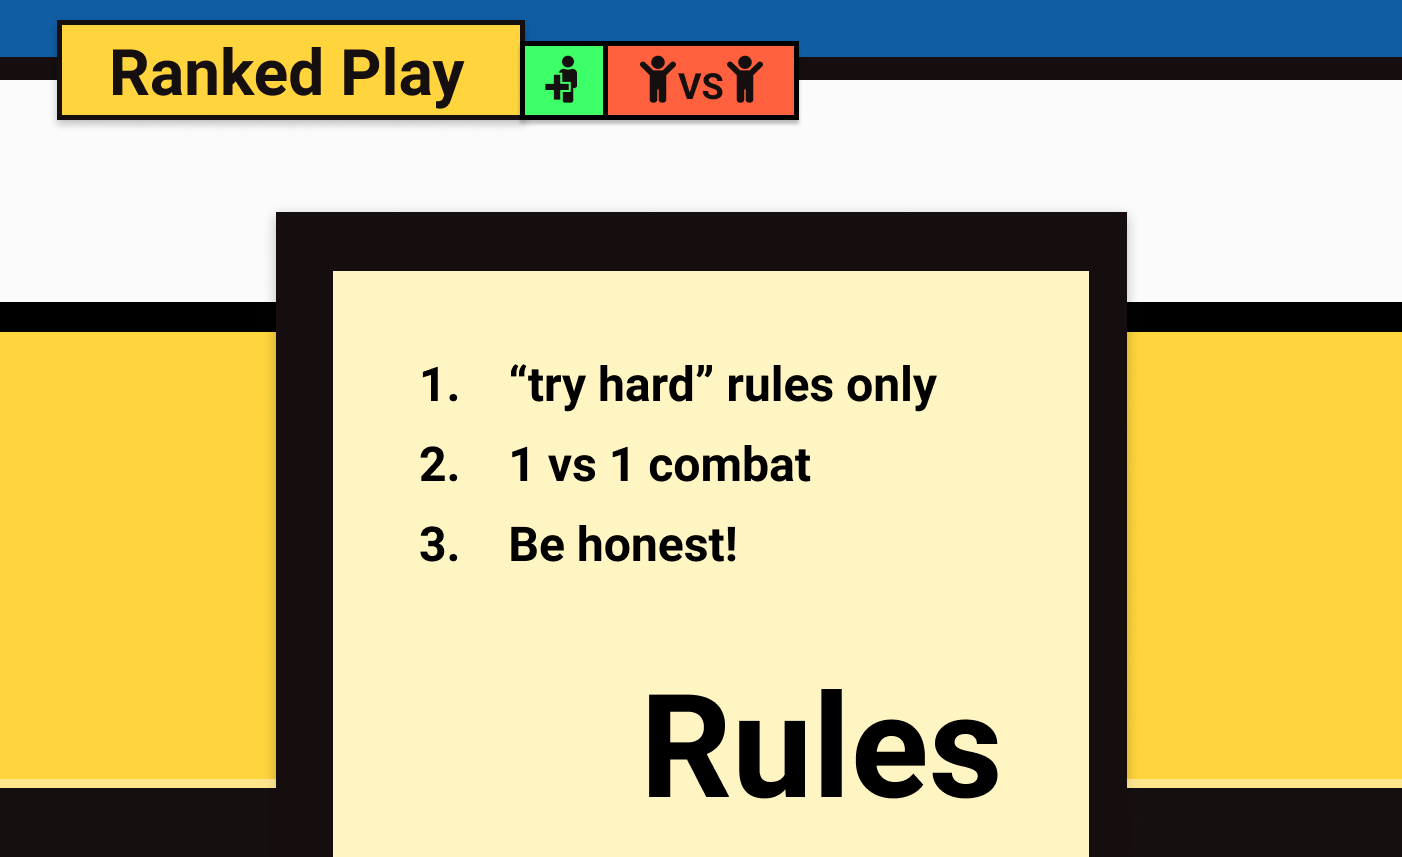 Ranked Play
VS
1. “try hard” rules only
2. 1 vs 1 combat
3. Be honest!
Rules